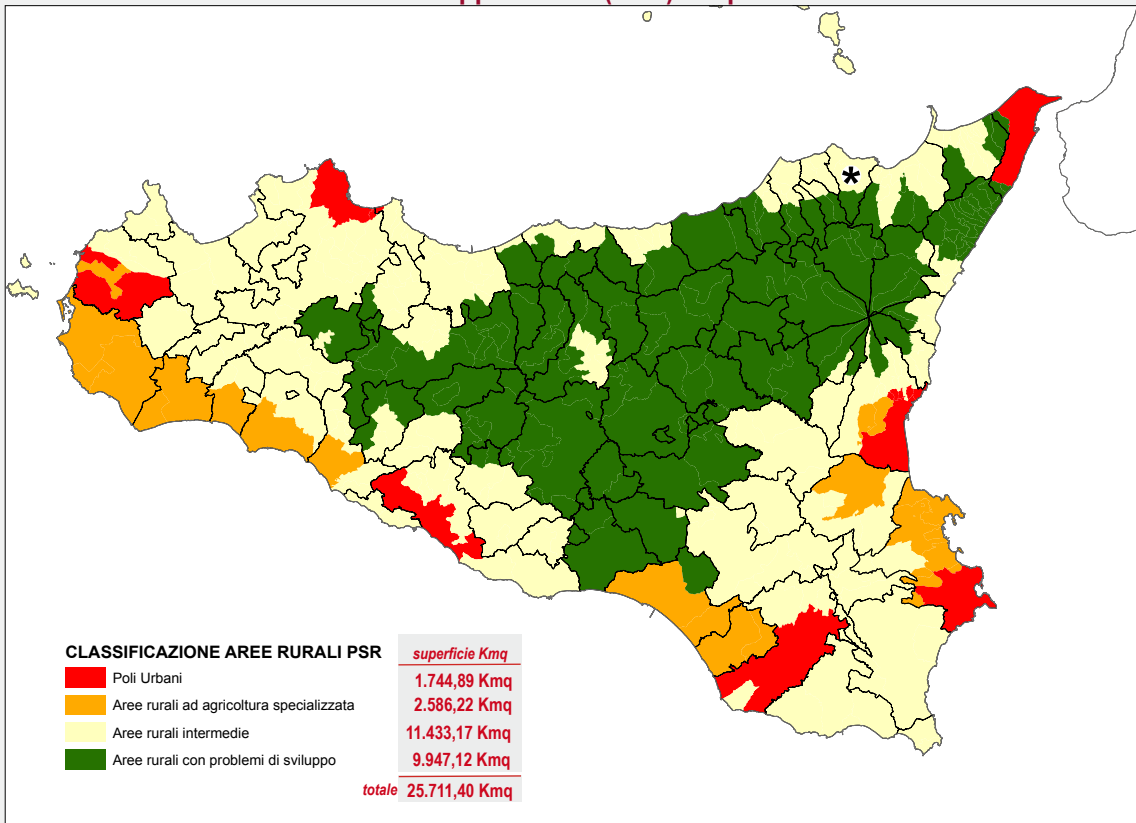 *
CLASSIFICAZIONE AREE RURALI PSR superficie Kmq
Poli Urbani 1.744,89 Kmq
Aree rurali ad agricoltura specializzata 2.586,22 Kmq
Aree rurali intermedie 11.433,17 Kmq
Aree rurali con problemi di sviluppo 9.947,12 Kmq
totale 25.711,40 Kmq